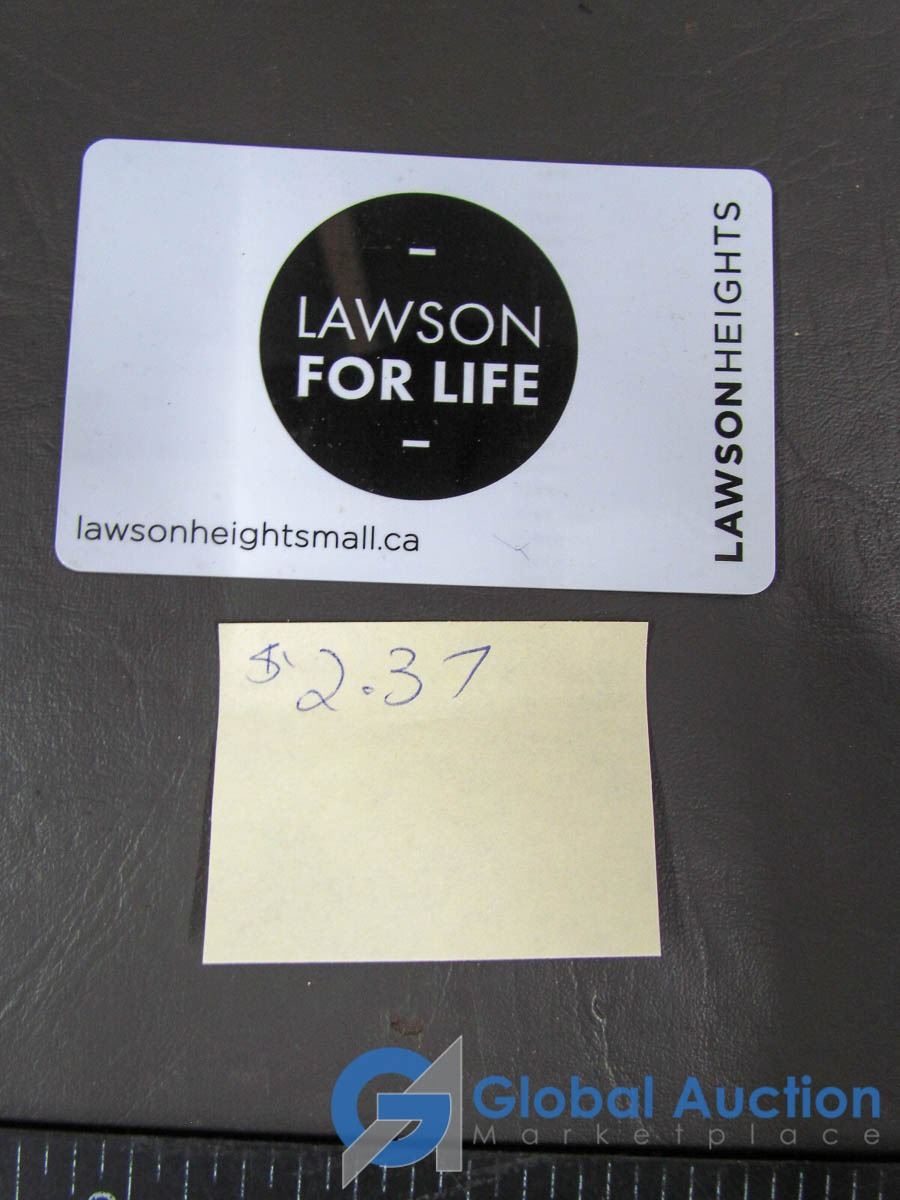 LAWSON
FOR LIFE
LAWSONHEIGHTS
lawsonheightsmall.ca
$2.37
Global Auction
Marketplace